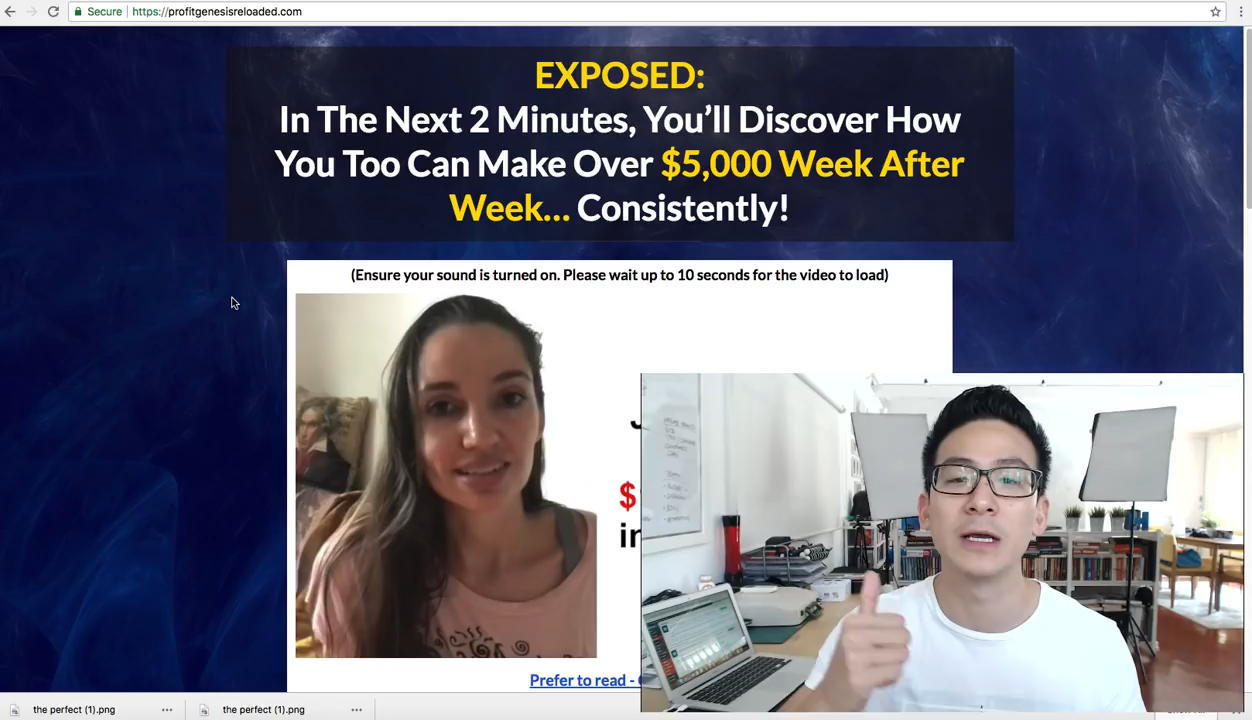 Secure
https://profitgenesisreloaded.com
EXPOSED:
In The Next 2 Minutes, You'll Discover How
You Too Can Make Over $5,000 Week After
Week... Consistently!
(Ensure your sound is turned on. Please wait up to 10 seconds for the video to load)
$
in
Prefer to read -
the perfect (1).png
the perfect (1).png